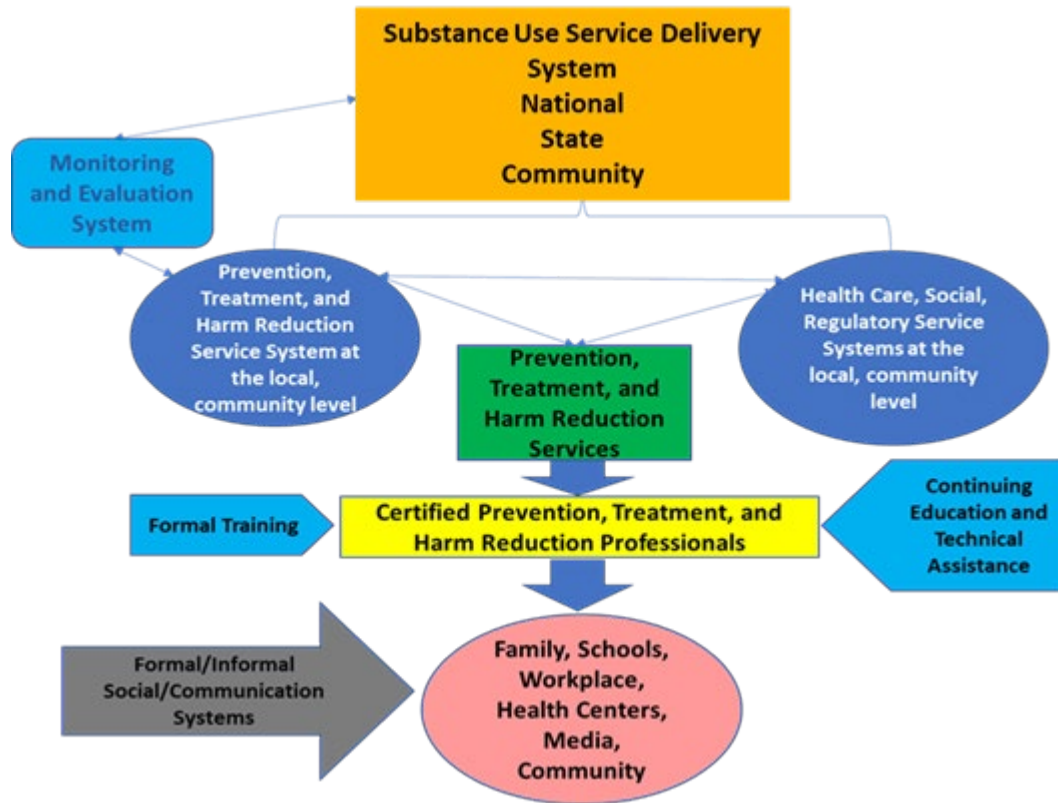 Substance Use Service Delivery
System
National
State
Community
Monitoring
and Evaluation
System
Prevention,
Treatment, and
Harm Reduction
Service System at
the local,
community level
Health Care, Social,
Regulatory Service
Systems at the
local, community
level
Prevention,
Treatment, and
Harm Reduction
Services
Formal Training
Certified Prevention, Treatment, and
Harm Reduction Professionals
Continuing
Education and
Technical
Assistance
Formal/Informal
Social/Communication
Systems
Family, Schools,
Workplace,
Health Centers,
Media,
Community